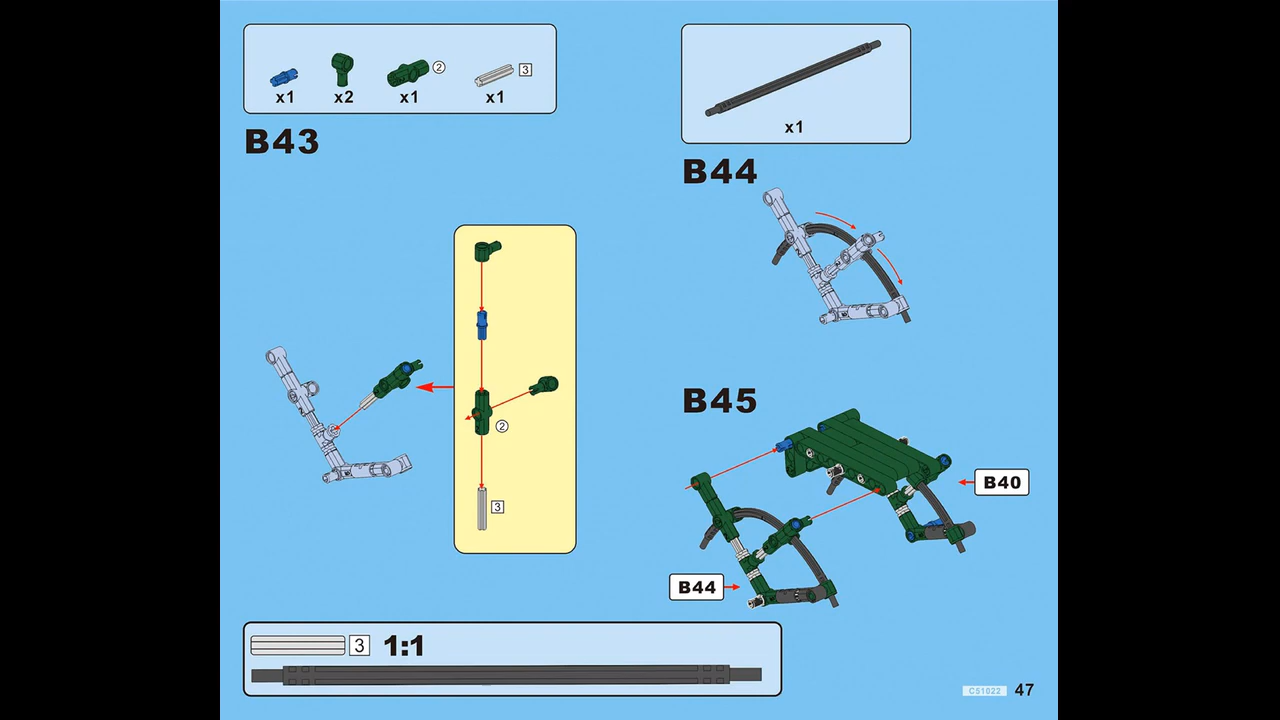 ② 3
x1 x2 x1 x1
B43
x1
B44
②
3
B45
B40
B44
3 1:1
C51022 47